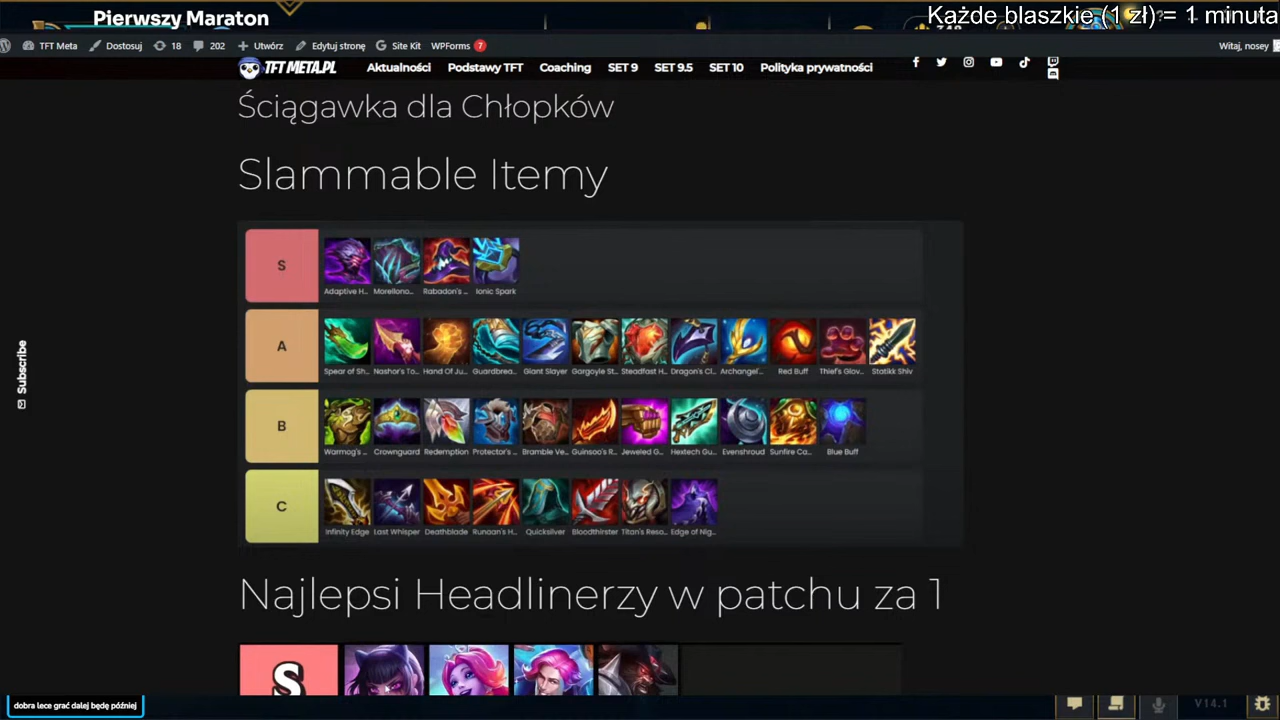 Pierwszy Maraton
Każde blaszkie (1 zł) = 1 minuta
TFT Meta Dostosuj 18 202 Utwórz Edytuj stronę Site Kit WPForms 7 Witaj, nosey
TFT META.PL Aktualności Podstawy TFT Coaching SET 9 SET 9.5 SET 10 Polityka prywatności
Ściągawka dla Chłopków
Slammable Itemy
S
Adaptive H... Morellono... Rabadon's ... Ionic Spark
A
Spear of Sh... Nashor's To... Hand Of Ju... Guardbrea... Giant Slayer Gargoyle St... Steadfast H... Dragon's Cl... Archangel'... Red Buff Thief's Glov... Statikk Shiv
B
Warmog's ... Crownguard Redemption Protector's ... Bramble Ve... Guinsoo's R... Jeweled G... Hextech Gu... Evenshroud Sunfire Ca... Blue Buff
C
Infinity Edge Last Whisper Deathblade Runaan's H... Quicksilver Bloodthirster Titan's Reso... Edge of Nig...
Subscribe
Najlepsi Headlinerzy w patchu za 1
S
dobra lece grać dalej będę później
V14.1